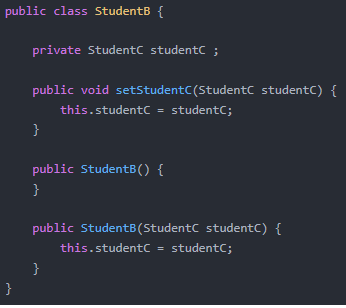 public class StudentB {
    private StudentC studentC ;
    public void setStudentC(StudentC studentC) {
        this.studentC = studentC;
    }
    public StudentB() {
    }
    public StudentB(StudentC studentC) {
        this.studentC = studentC;
    }
}